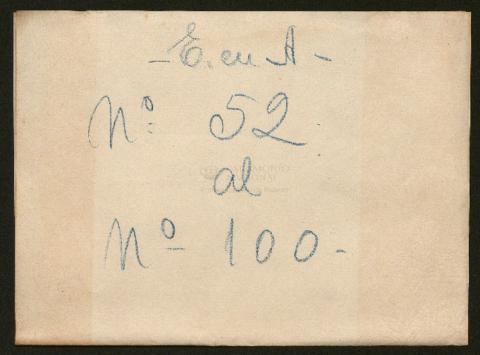 - E. en A -
Nº 52.
al
Nº 100-